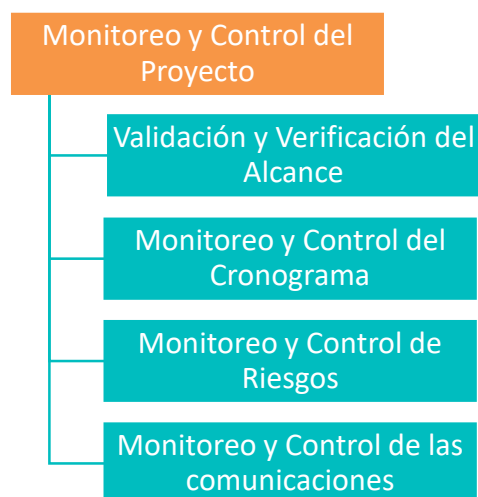 Monitoreo y Control del
Proyecto
Validación y Verificación del
Alcance
Monitoreo y Control del
Cronograma
Monitoreo y Control de
Riesgos
Monitoreo y Control de las
comunicaciones